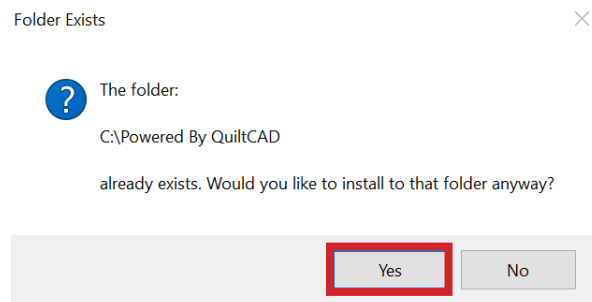 Folder Exists
?
The folder:
C:\Powered By QuiltCAD
already exists. Would you like to install to that folder anyway?
Yes No